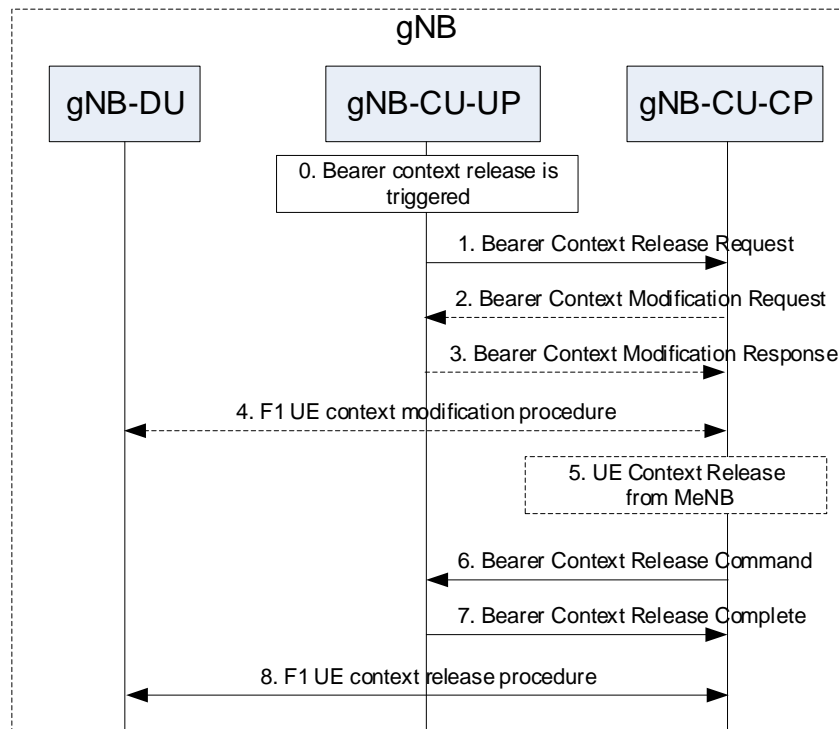 gNB
gNB-DU
gNB-CU-UP
gNB-CU-CP
0. Bearer context release is
triggered
1. Bearer Context Release Request
2. Bearer Context Modification Request
3. Bearer Context Modification Response
4. F1 UE context modification procedure
5. UE Context Release
from MeNB
6. Bearer Context Release Command
7. Bearer Context Release Complete
8. F1 UE context release procedure